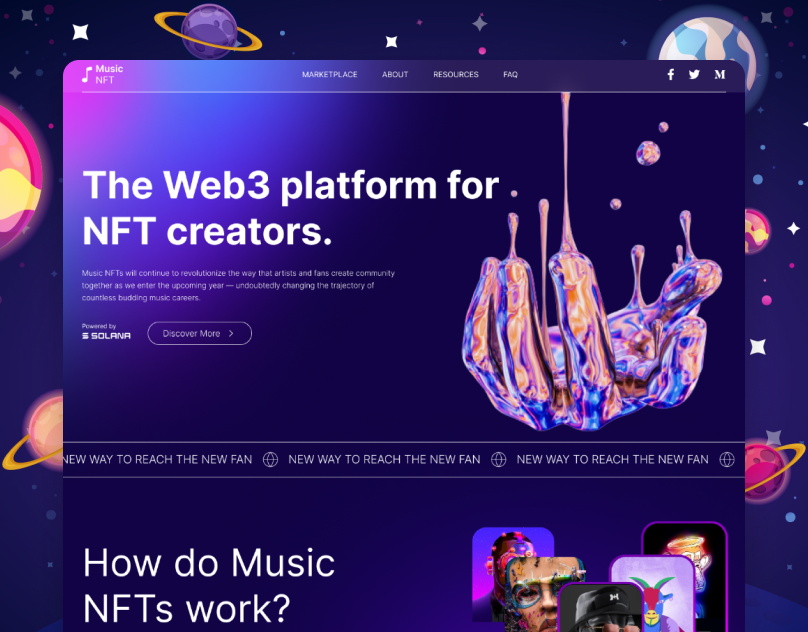 Music
NFT
MARKETPLACE
ABOUT
RESOURCES
FAQ
The Web3 platform for
NFT creators.
Music NFTs will continue to revolutionize the way that artists and fans create community
together as we enter the upcoming year — undoubtedly changing the trajectory of
countless budding music careers.
Powered by
SOLANA
Discover More
NEW WAY TO REACH THE NEW FAN NEW WAY TO REACH THE NEW FAN NEW WAY TO REACH THE NEW FAN
How do Music
NFTs work?